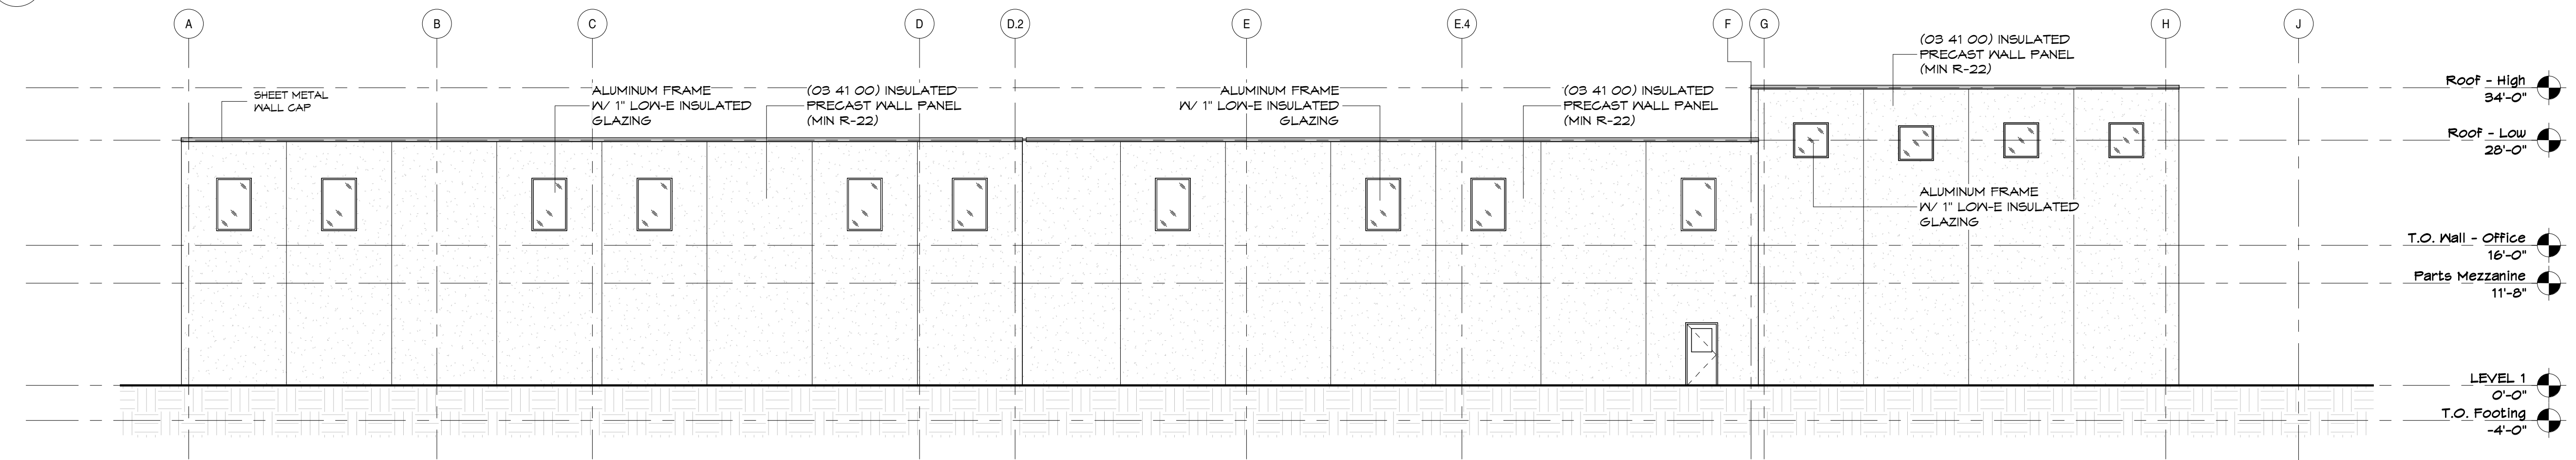 A
B
C
D
D.2
E
E.4
F
G
H
J
SHEET METAL
WALL CAP
ALUMINUM FRAME
W/ 1" LOW-E INSULATED
GLAZING
(03 41 00) INSULATED
PRECAST WALL PANEL
(MIN R-22)
ALUMINUM FRAME
W/ 1" LOW-E INSULATED
GLAZING
(03 41 00) INSULATED
PRECAST WALL PANEL
(MIN R-22)
(03 41 00) INSULATED
PRECAST WALL PANEL
(MIN R-22)
ALUMINUM FRAME
W/ 1" LOW-E INSULATED
GLAZING
Roof - High
34'-0"
Roof - Low
28'-0"
T.O. Wall - Office
16'-0"
Parts Mezzanine
11'-8"
LEVEL 1
0'-0"
T.O. Footing
-4'-0"